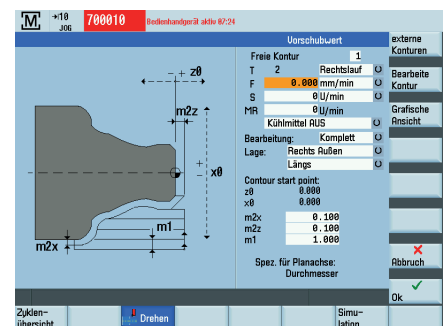 M →10 JOG 700010 Bedienhandgerät aktiv 07:24
Vorschubwert
externe Konturen
Bearbeite Kontur
Grafische Ansicht
Abbruch
Ok
z0
m2z
x0
m1
m2x
Freie Kontur 1
T 2 Rechtslauf
F 0.000 mm/min
S 0 U/min
MR 0 U/min
Kühlmittel AUS
Bearbeitung: Komplett
Lage: Rechts Außen
Längs
Contour start point:
z0 0.000
x0 0.000
m2x 0.100
m2z 0.100
m1 1.000
Spez. für Planachse:
Durchmesser
Zyklen-
übersicht
Drehen
Simu-
lation